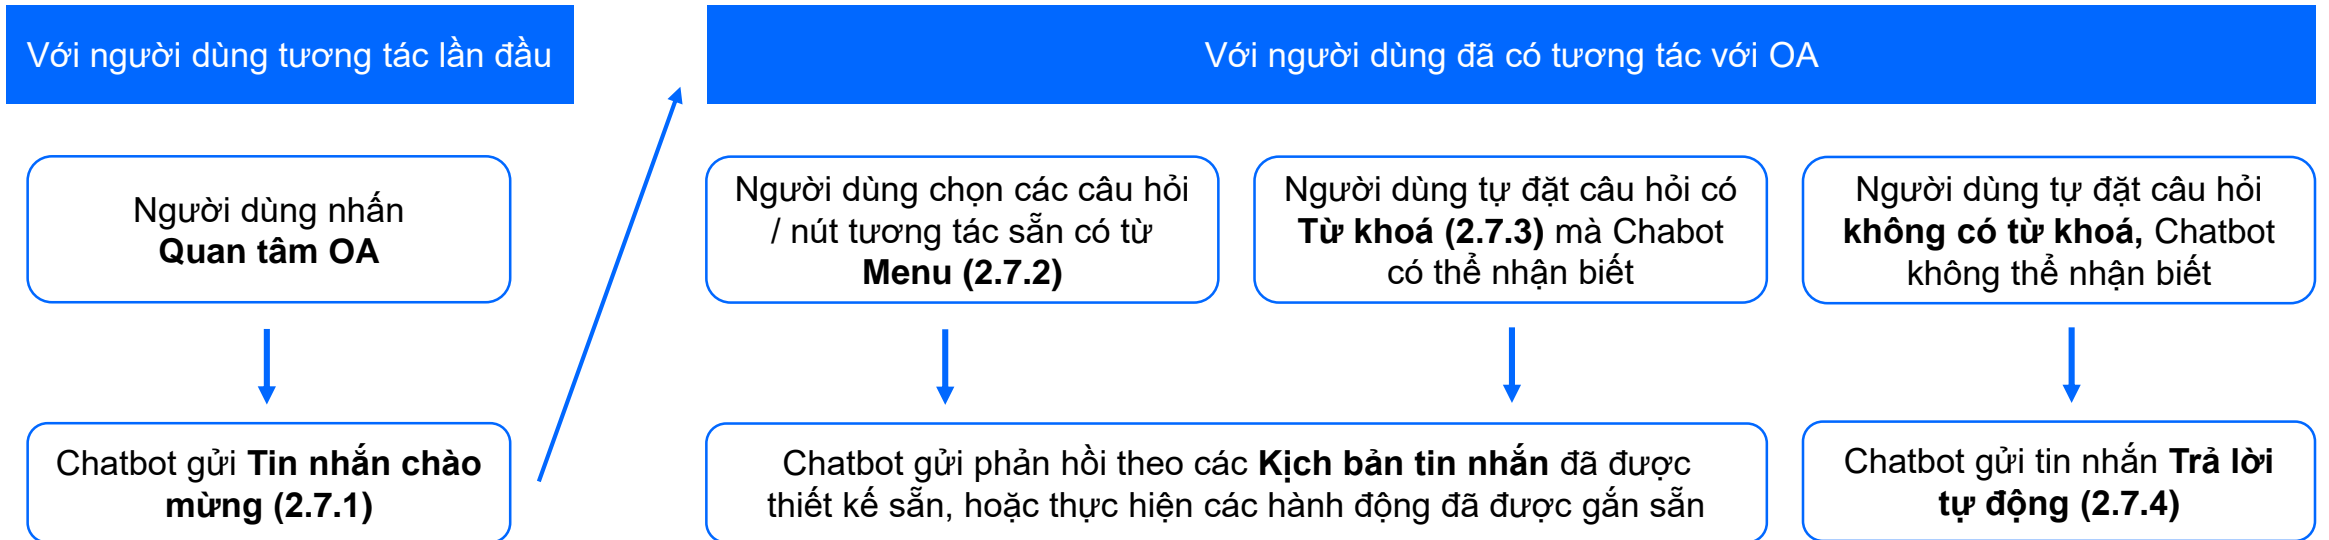 Với người dùng tương tác lần đầu
Với người dùng đã có tương tác với OA
Người dùng nhấn
Quan tâm OA
Người dùng chọn các câu hỏi
/ nút tương tác sẵn có từ
Menu (2.7.2)
Người dùng tự đặt câu hỏi có
Từ khoá (2.7.3) mà Chabot
có thể nhận biết
Người dùng tự đặt câu hỏi
không có từ khoá, Chatbot
không thể nhận biết
Chatbot gửi Tin nhắn chào
mừng (2.7.1)
Chatbot gửi phản hồi theo các Kịch bản tin nhắn đã được
thiết kế sẵn, hoặc thực hiện các hành động đã được gắn sẵn
Chatbot gửi tin nhắn Trả lời
tự động (2.7.4)